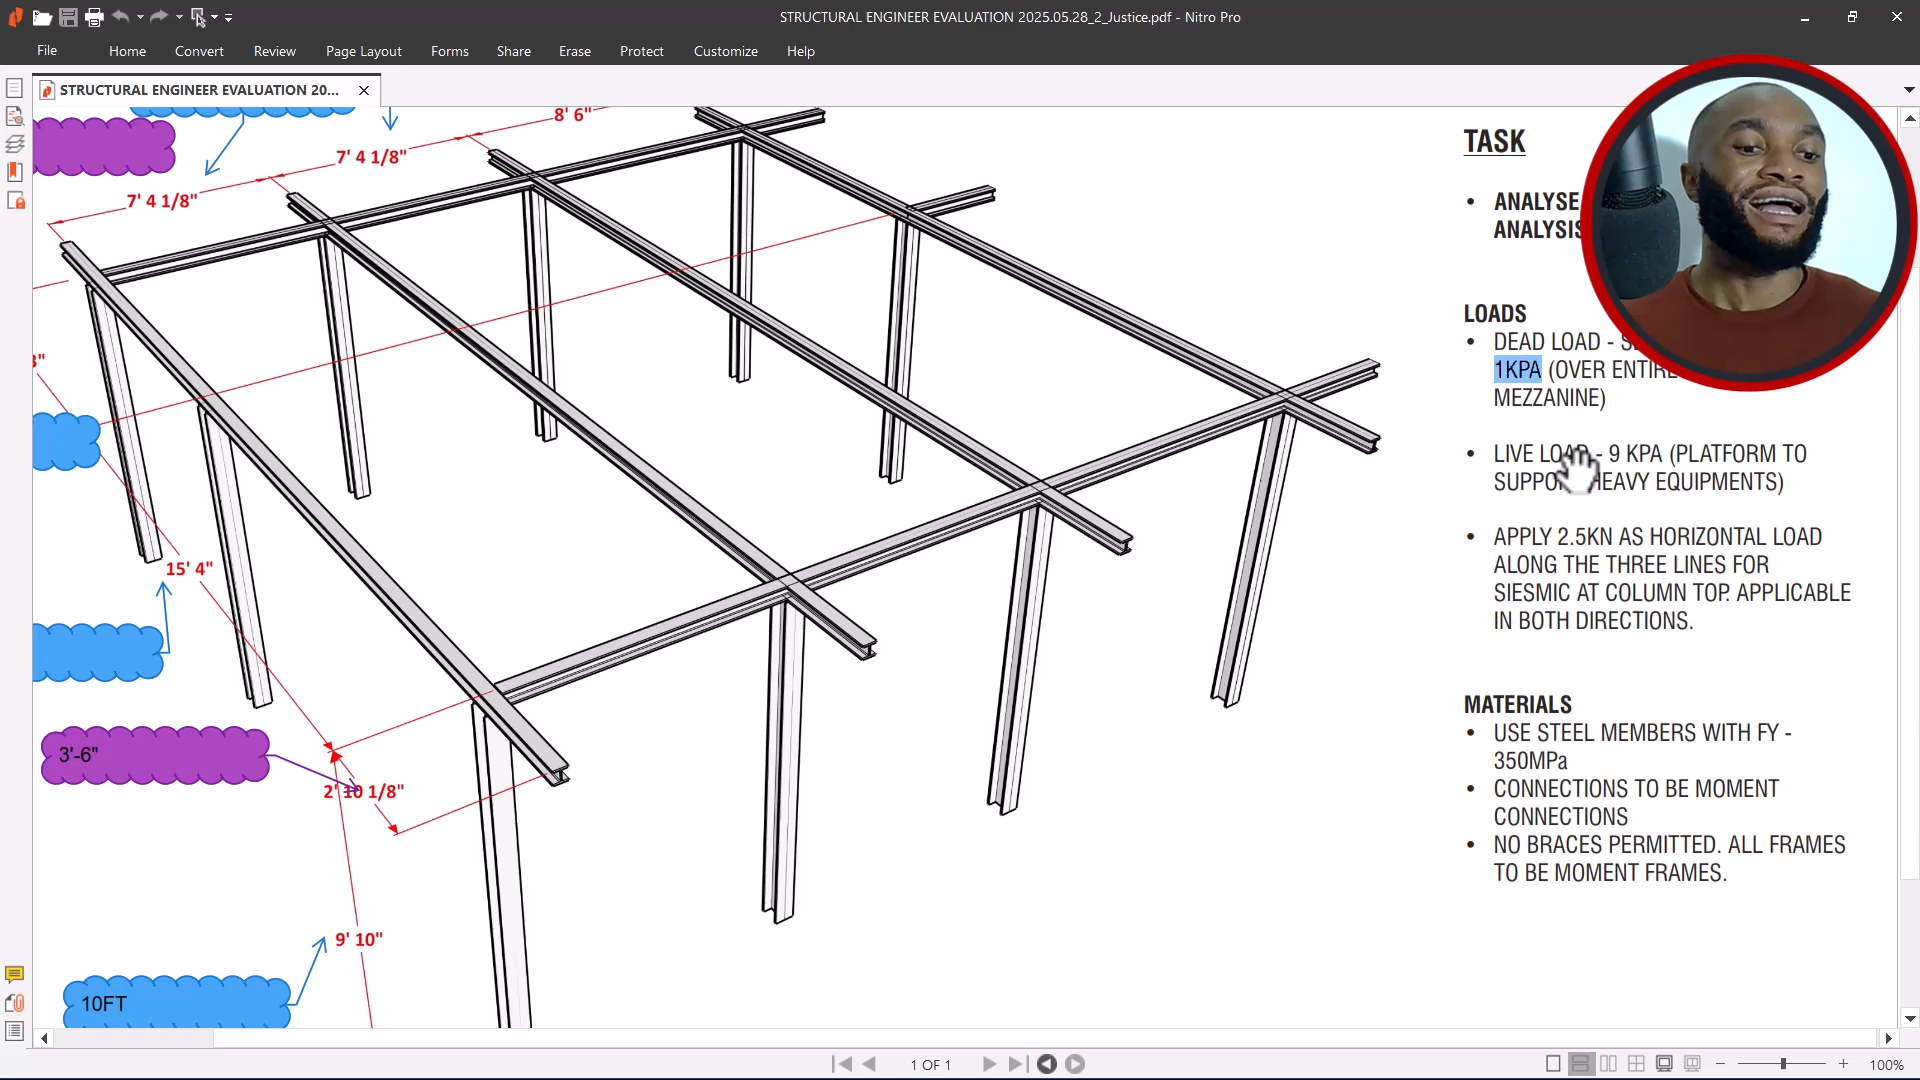 STRUCTURAL ENGINEER EVALUATION 2025.05.28_2_Justice.pdf - Nitro Pro
File Home Convert Review Page Layout Forms Share Erase Protect Customize Help
STRUCTURAL ENGINEER EVALUATION 20...
8' 6"
7' 4 1/8"
7' 4 1/8"
15' 4"
3'-6"
2' 10 1/8"
9' 10"
10FT
TASK
• ANALYSE
ANALYSIS
LOADS
• DEAD LOAD -
1KPA (OVER ENTIRE
MEZZANINE)
• LIVE LOAD - 9 KPA (PLATFORM TO
SUPPORT HEAVY EQUIPMENTS)
• APPLY 2.5KN AS HORIZONTAL LOAD
ALONG THE THREE LINES FOR
SIESMIC AT COLUMN TOP. APPLICABLE
IN BOTH DIRECTIONS.
MATERIALS
• USE STEEL MEMBERS WITH FY -
350MPa
• CONNECTIONS TO BE MOMENT
CONNECTIONS
• NO BRACES PERMITTED. ALL FRAMES
TO BE MOMENT FRAMES.
1 OF 1
100%